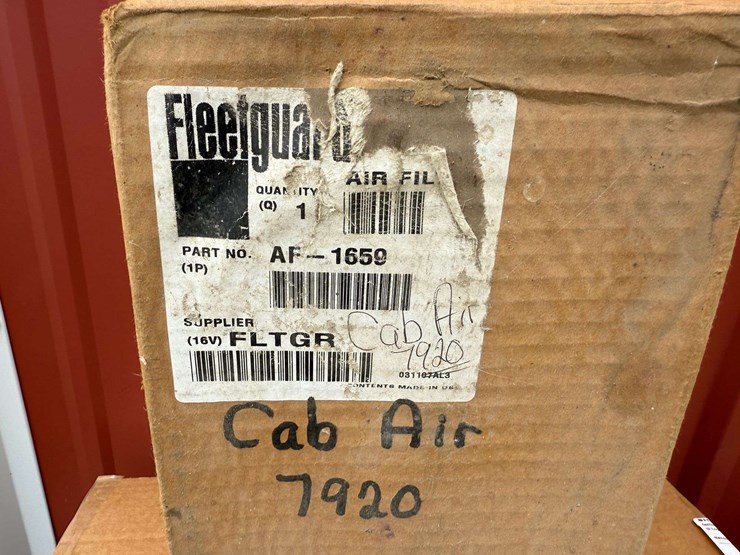 Fleetguard
AIR FIL
QUANTITY
(Q) 1
PART NO. AF-1659
(1P)
SUPPLIER
(16V) FLTGR
Cab Air
7920
031107AL3
CONTENTS MADE IN US
Cab Air
7920